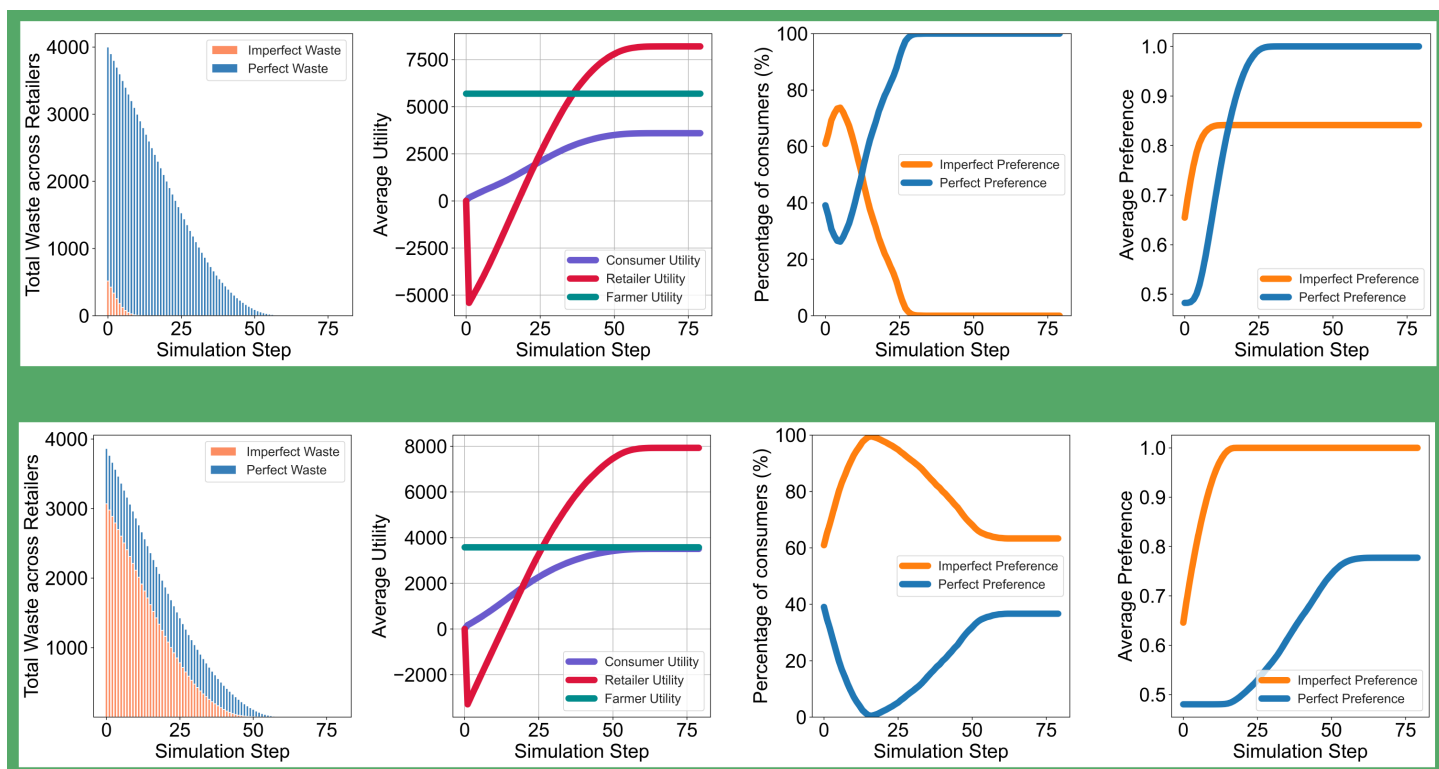 Total Waste across Retailers
4000
3000
2000
1000
0
Imperfect Waste
Perfect Waste
0 25 50 75
Simulation Step
Average Utility
7500
5000
2500
0
−2500
−5000
Consumer Utility
Retailer Utility
Farmer Utility
0 25 50 75
Simulation Step
Percentage of consumers (%)
100
80
60
40
20
0
Imperfect Preference
Perfect Preference
0 25 50 75
Simulation Step
Average Preference
1.0
0.9
0.8
0.7
0.6
0.5
Imperfect Preference
Perfect Preference
0 25 50 75
Simulation Step
Total Waste across Retailers
4000
3000
2000
1000
Imperfect Waste
Perfect Waste
0 25 50 75
Simulation Step
Average Utility
8000
6000
4000
2000
0
−2000
Consumer Utility
Retailer Utility
Farmer Utility
0 25 50 75
Simulation Step
Percentage of consumers (%)
100
80
60
40
20
0
Imperfect Preference
Perfect Preference
0 25 50 75
Simulation Step
Average Preference
1.0
0.9
0.8
0.7
0.6
0.5
Imperfect Preference
Perfect Preference
0 25 50 75
Simulation Step